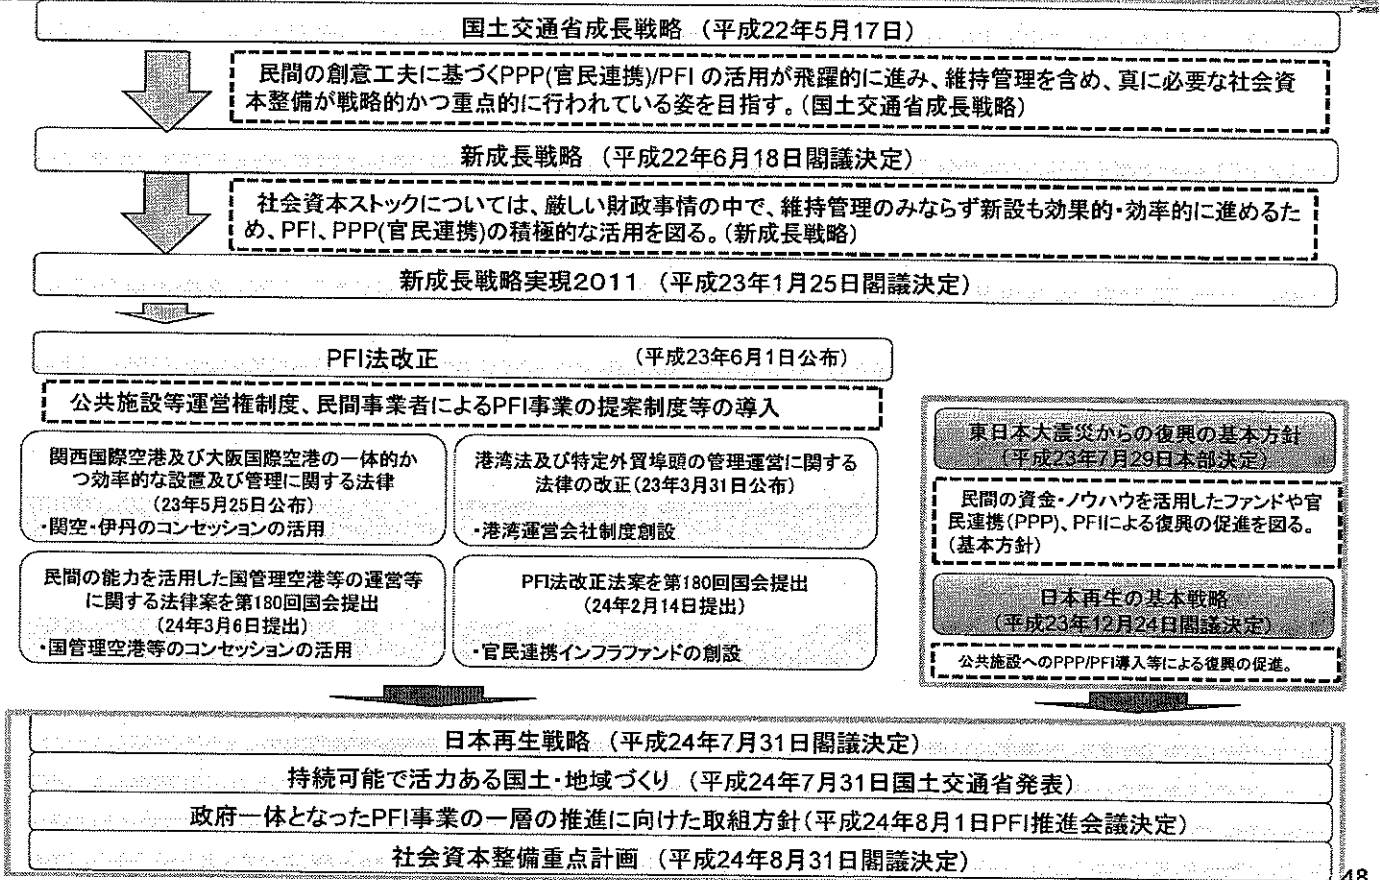 国土交通省成長戦略 (平成22年5月17日)
民間の創意工夫に基づくPPP(官民連携)/PFI の活用が飛躍的に進み、維持管理を含め、真に必要な社会資
本整備が戦略的かつ重点的に行われている姿を目指す。(国土交通省成長戦略)
新成長戦略 (平成22年6月18日閣議決定)
社会資本ストックについては、厳しい財政事情の中で、維持管理のみならず新設も効果的・効率的に進めるた
め、PFI、PPP(官民連携)の積極的な活用を図る。(新成長戦略)
新成長戦略実現2011 (平成23年1月25日閣議決定)
PFI法改正 (平成23年6月1日公布)
公共施設等運営権制度、民間事業者によるPFI事業の提案制度等の導入
関西国際空港及び大阪国際空港の一体的か
つ効率的な設置及び管理に関する法律
(23年5月25日公布)
・関空・伊丹のコンセッションの活用
港湾法及び特定外貿埠頭の管理運営に関する
法律の改正(23年3月31日公布)
・港湾運営会社制度創設
民間の能力を活用した国管理空港等の運営等
に関する法律案を第180回国会提出
(24年3月6日提出)
・国管理空港等のコンセッションの活用
PFI法改正法案を第180回国会提出
(24年2月14日提出)
・官民連携インフラファンドの創設
東日本大震災からの復興の基本方針
(平成23年7月29日本部決定)
民間の資金・ノウハウを活用したファンドや官
民連携(PPP)、PFIによる復興の促進を図る。
(基本方針)
日本再生の基本戦略
(平成23年12月24日閣議決定)
公共施設へのPPP/PFI導入等による復興の促進。
日本再生戦略 (平成24年7月31日閣議決定)
持続可能で活力ある国土・地域づくり (平成24年7月31日国土交通省発表)
政府一体となったPFI事業の一層の推進に向けた取組方針(平成24年8月1日PFI推進会議決定)
社会資本整備重点計画 (平成24年8月31日閣議決定)
48